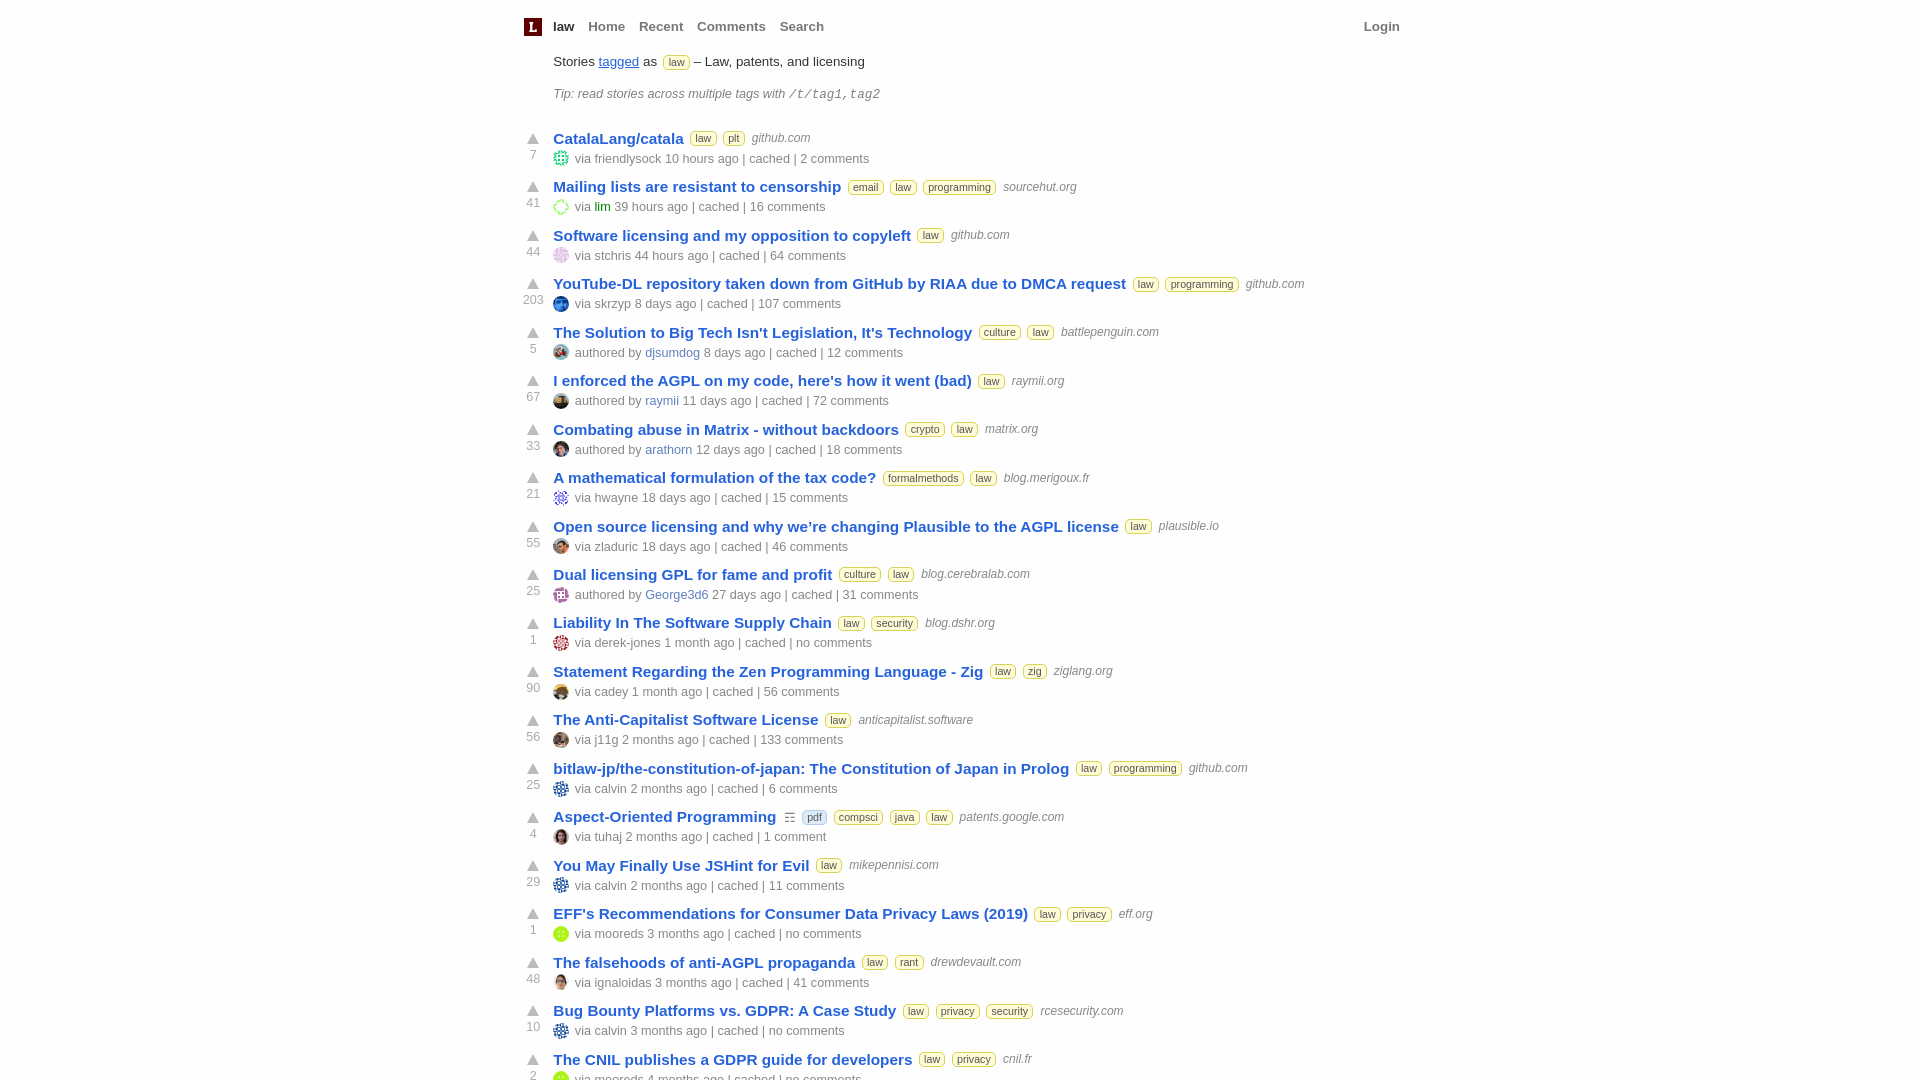 L law Home Recent Comments Search Login
Stories tagged as law – Law, patents, and licensing
Tip: read stories across multiple tags with /t/tag1,tag2
CatalaLang/catala law plt github.com
7 via friendlysock 10 hours ago | cached | 2 comments
Mailing lists are resistant to censorship email law programming sourcehut.org
41 via lim 39 hours ago | cached | 16 comments
Software licensing and my opposition to copyleft law github.com
44 via stchris 44 hours ago | cached | 64 comments
YouTube-DL repository taken down from GitHub by RIAA due to DMCA request law programming github.com
203 via skrzyp 8 days ago | cached | 107 comments
The Solution to Big Tech Isn't Legislation, It's Technology culture law battlepenguin.com
5 authored by djsumdog 8 days ago | cached | 12 comments
I enforced the AGPL on my code, here's how it went (bad) law raymii.org
67 authored by raymii 11 days ago | cached | 72 comments
Combating abuse in Matrix - without backdoors crypto law matrix.org
33 authored by arathorn 12 days ago | cached | 18 comments
A mathematical formulation of the tax code? formalmethods law blog.merigoux.fr
21 via hwayne 18 days ago | cached | 15 comments
Open source licensing and why we’re changing Plausible to the AGPL license law plausible.io
55 via zladuric 18 days ago | cached | 46 comments
Dual licensing GPL for fame and profit culture law blog.cerebralab.com
25 authored by George3d6 27 days ago | cached | 31 comments
Liability In The Software Supply Chain law security blog.dshr.org
1 via derek-jones 1 month ago | cached | no comments
Statement Regarding the Zen Programming Language - Zig law zig ziglang.org
90 via cadey 1 month ago | cached | 56 comments
The Anti-Capitalist Software License law anticapitalist.software
56 via j11g 2 months ago | cached | 133 comments
bitlaw-jp/the-constitution-of-japan: The Constitution of Japan in Prolog law programming github.com
25 via calvin 2 months ago | cached | 6 comments
Aspect-Oriented Programming ☶ pdf compsci java law patents.google.com
4 via tuhaj 2 months ago | cached | 1 comment
You May Finally Use JSHint for Evil law mikepennisi.com
29 via calvin 2 months ago | cached | 11 comments
EFF's Recommendations for Consumer Data Privacy Laws (2019) law privacy eff.org
1 via mooreds 3 months ago | cached | no comments
The falsehoods of anti-AGPL propaganda law rant drewdevault.com
48 via ignaloidas 3 months ago | cached | 41 comments
Bug Bounty Platforms vs. GDPR: A Case Study law privacy security rcesecurity.com
10 via calvin 3 months ago | cached | no comments
The CNIL publishes a GDPR guide for developers law privacy cnil.fr
2 via mooreds 4 months ago | cached | no comments